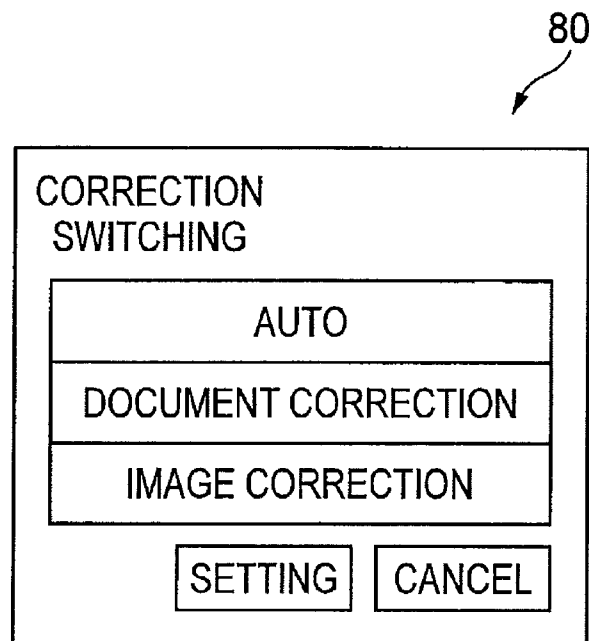 80
CORRECTION
SWITCHING
AUTO
DOCUMENT CORRECTION
IMAGE CORRECTION
SETTING CANCEL